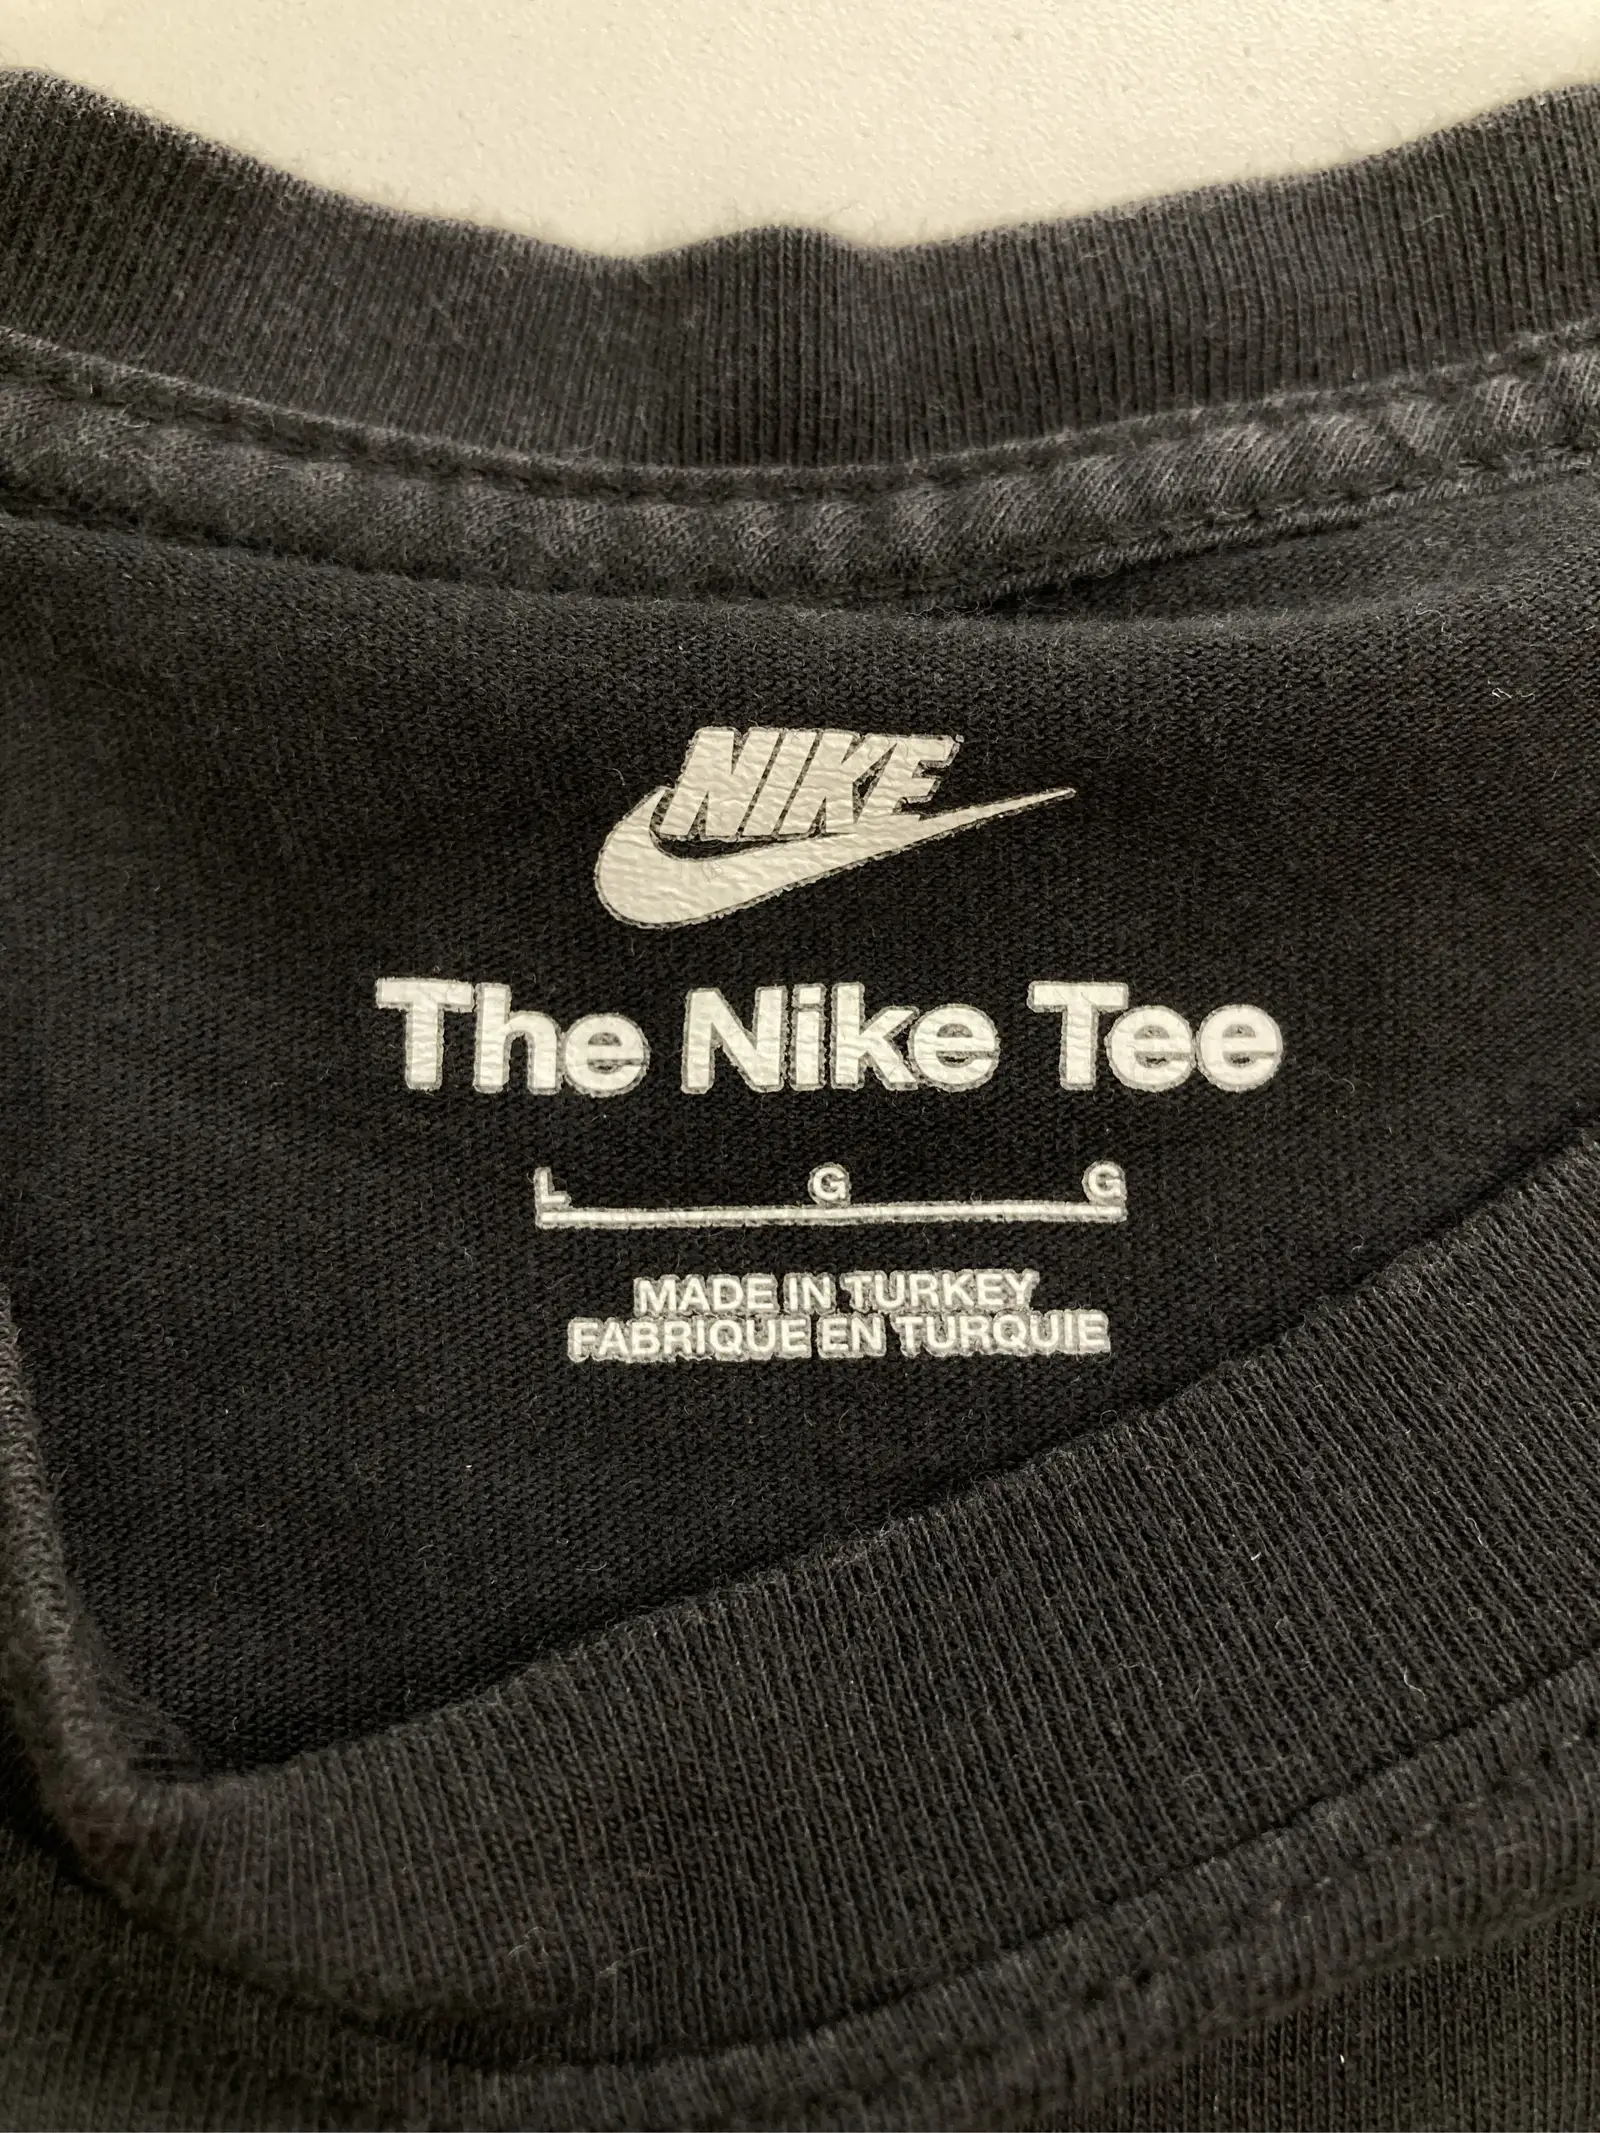 NIKE
The Nike Tee
L G G
MADE IN TURKEY
FABRIQUE EN TURQUIE